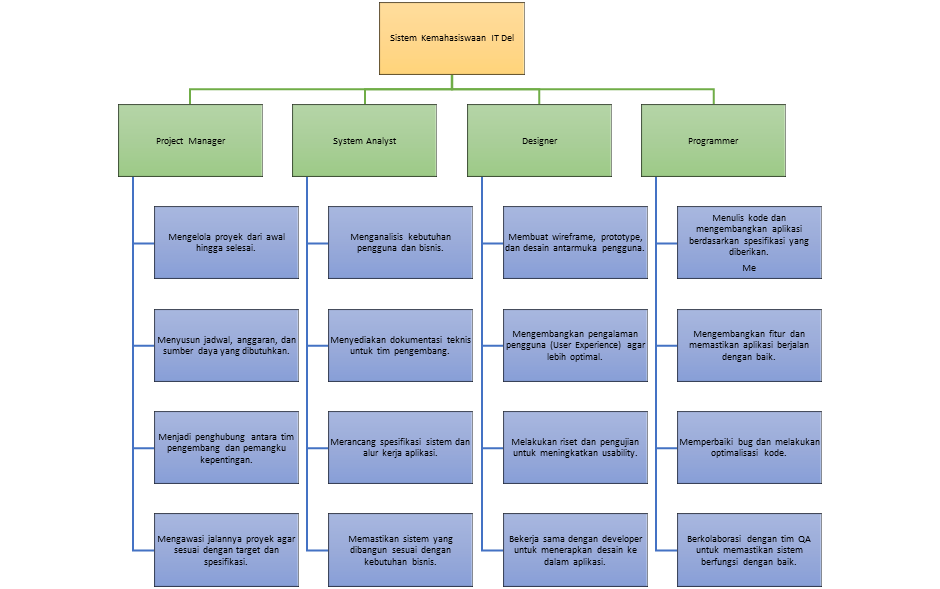 Sistem Kemahasiswaan IT Del
Project Manager
System Analyst
Designer
Programmer
Mengelola proyek dari awal
hingga selesai.
Menganalisis kebutuhan
pengguna dan bisnis.
Membuat wireframe, prototype,
dan desain antarmuka pengguna.
Menulis kode dan
mengembangkan aplikasi
berdasarkan spesifikasi yang
diberikan.
Me
Menyusun jadwal, anggaran, dan
sumber daya yang dibutuhkan.
Menyediakan dokumentasi teknis
untuk tim pengembang.
Mengembangkan pengalaman
pengguna (User Experience) agar
lebih optimal.
Mengembangkan fitur dan
memastikan aplikasi berjalan
dengan baik.
Menjadi penghubung antara tim
pengembang dan pemangku
kepentingan.
Merancang spesifikasi sistem dan
alur kerja aplikasi.
Melakukan riset dan pengujian
untuk meningkatkan usability.
Memperbaiki bug dan melakukan
optimalisasi kode.
Mengawasi jalannya proyek agar
sesuai dengan target dan
spesifikasi.
Memastikan sistem yang
dibangun sesuai dengan
kebutuhan bisnis.
Bekerja sama dengan developer
untuk menerapkan desain ke
dalam aplikasi.
Berkolaborasi dengan tim QA
untuk memastikan sistem
berfungsi dengan baik.